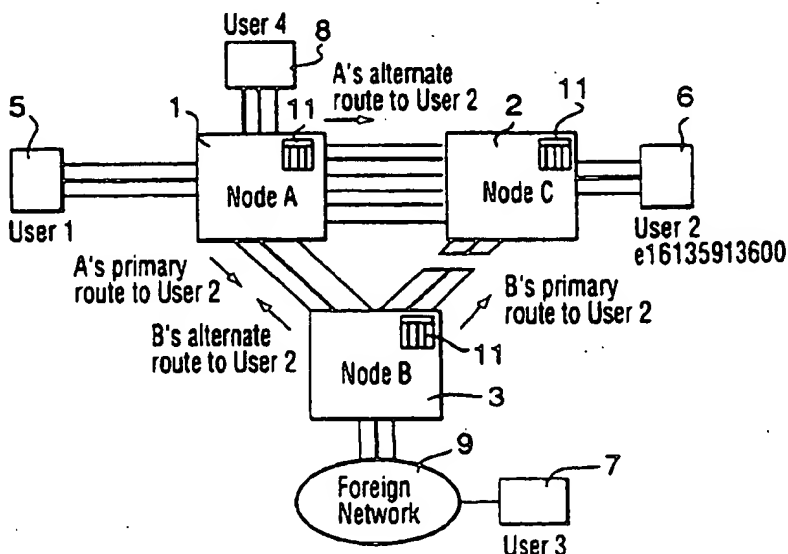 User 4
8
A's alternate
route to User 2
5
1
11
2
11
6
Node A
Node C
User 1
User 2
e16135913600
A's primary
route to User 2
B's alternate
route to User 2
B's primary
route to User 2
11
Node B
3
9
7
Foreign
Network
User 3